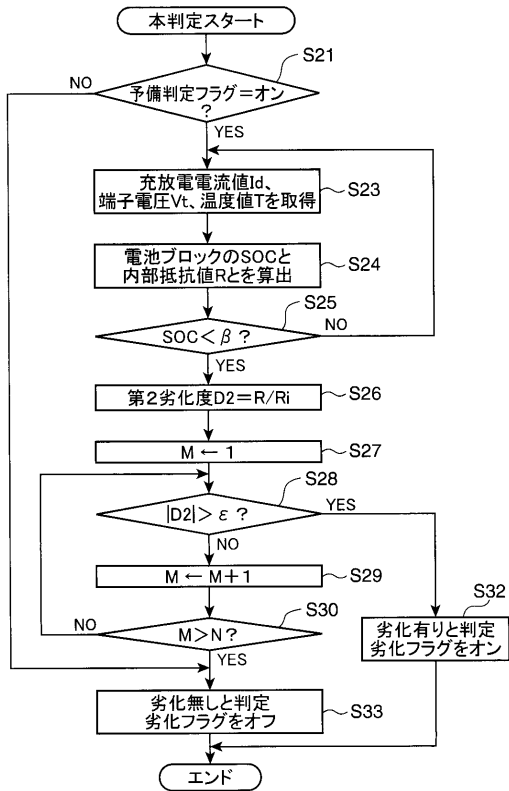 本判定スタート
S21
NO
予備判定フラグ=オン
?
YES
充放電電流値Id、
端子電圧Vt、温度値Tを取得
S23
電池ブロックのSOCと
内部抵抗値Rとを算出
S24
S25
SOC<β?
NO
YES
第2劣化度D2=R/Ri
S26
M←1
S27
S28
|D2|>ε?
YES
NO
M←M+1
S29
S30
NO
M>N?
YES
S32
劣化有りと判定
劣化フラグをオン
劣化無しと判定
劣化フラグをオフ
S33
エンド